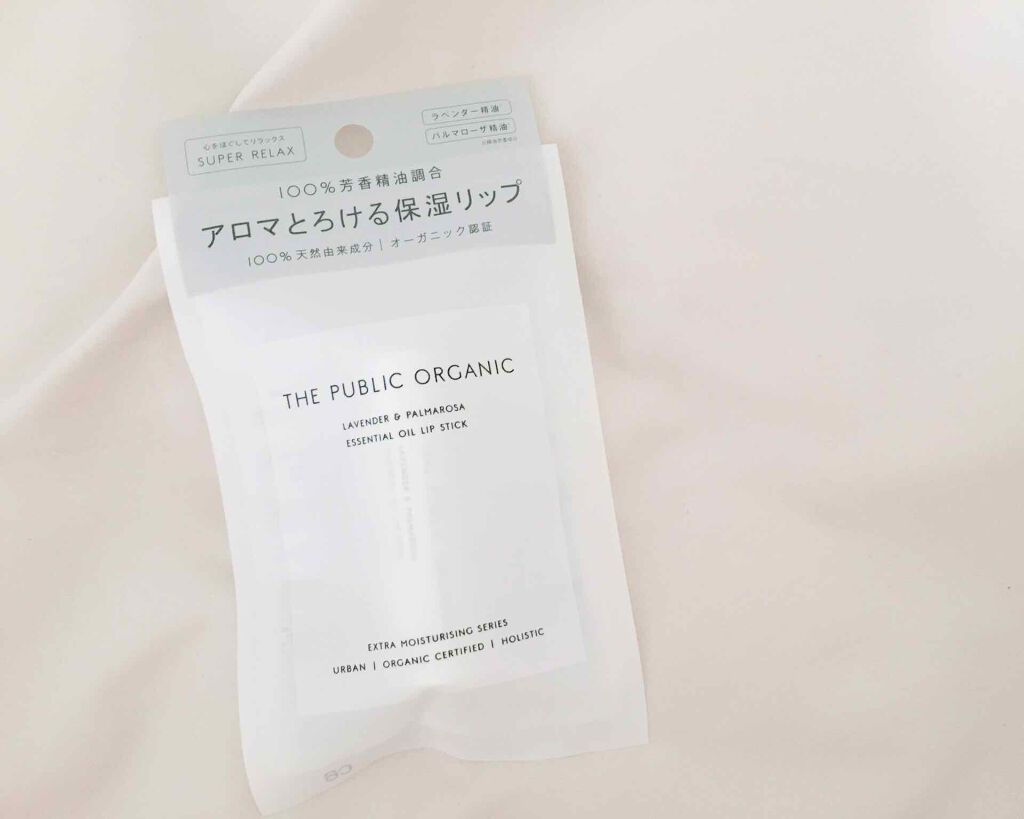 心をほぐしてリラックス
SUPER RELAX
ラベンダー精油
パルマローザ精油
100%芳香精油調合
アロマとろける保湿リップ
100%天然由来成分 | オーガニック認証
THE PUBLIC ORGANIC
LAVENDER & PALMAROSA
ESSENTIAL OIL LIP STICK
EXTRA MOISTURISING SERIES
URBAN | ORGANIC CERTIFIED | HOLISTIC